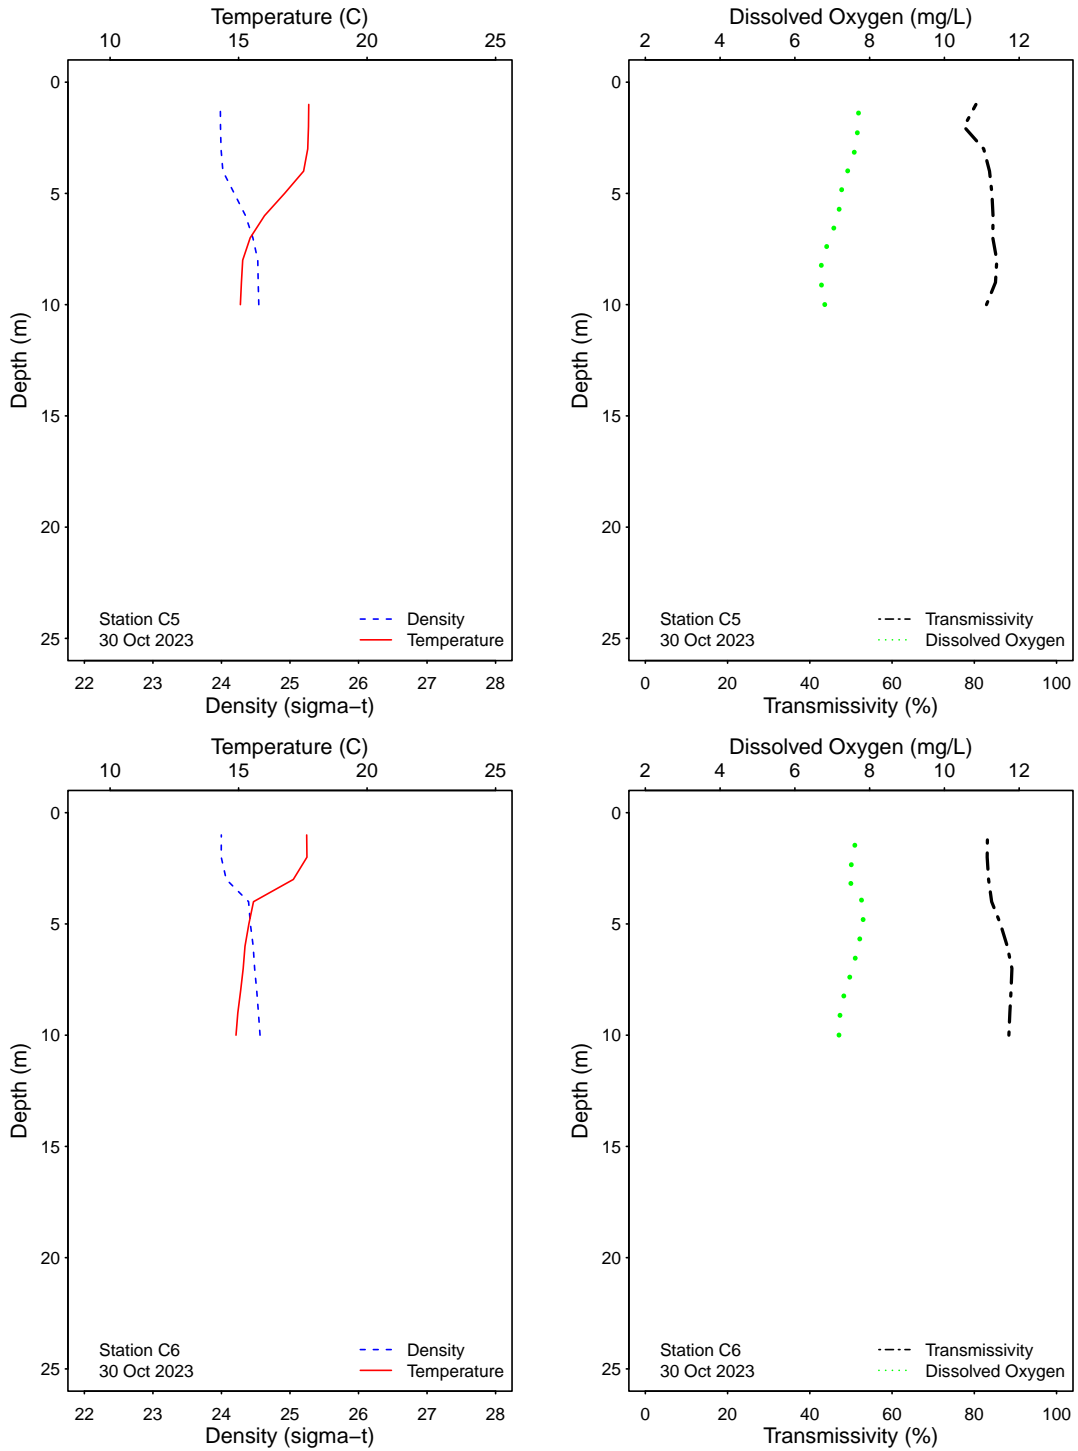 Temperature (C)
10 15 20 25
0
5
10
15
20
25
Depth (m)
Station C5
30 Oct 2023
Density
Temperature
22 23 24 25 26 27 28
Density (sigma−t)
Dissolved Oxygen (mg/L)
2 4 6 8 10 12
0
5
10
15
20
25
Depth (m)
Station C5
30 Oct 2023
Transmissivity
Dissolved Oxygen
0 20 40 60 80 100
Transmissivity (%)
Temperature (C)
10 15 20 25
0
5
10
15
20
25
Depth (m)
Station C6
30 Oct 2023
Density
Temperature
22 23 24 25 26 27 28
Density (sigma−t)
Dissolved Oxygen (mg/L)
2 4 6 8 10 12
0
5
10
15
20
25
Depth (m)
Station C6
30 Oct 2023
Transmissivity
Dissolved Oxygen
0 20 40 60 80 100
Transmissivity (%)